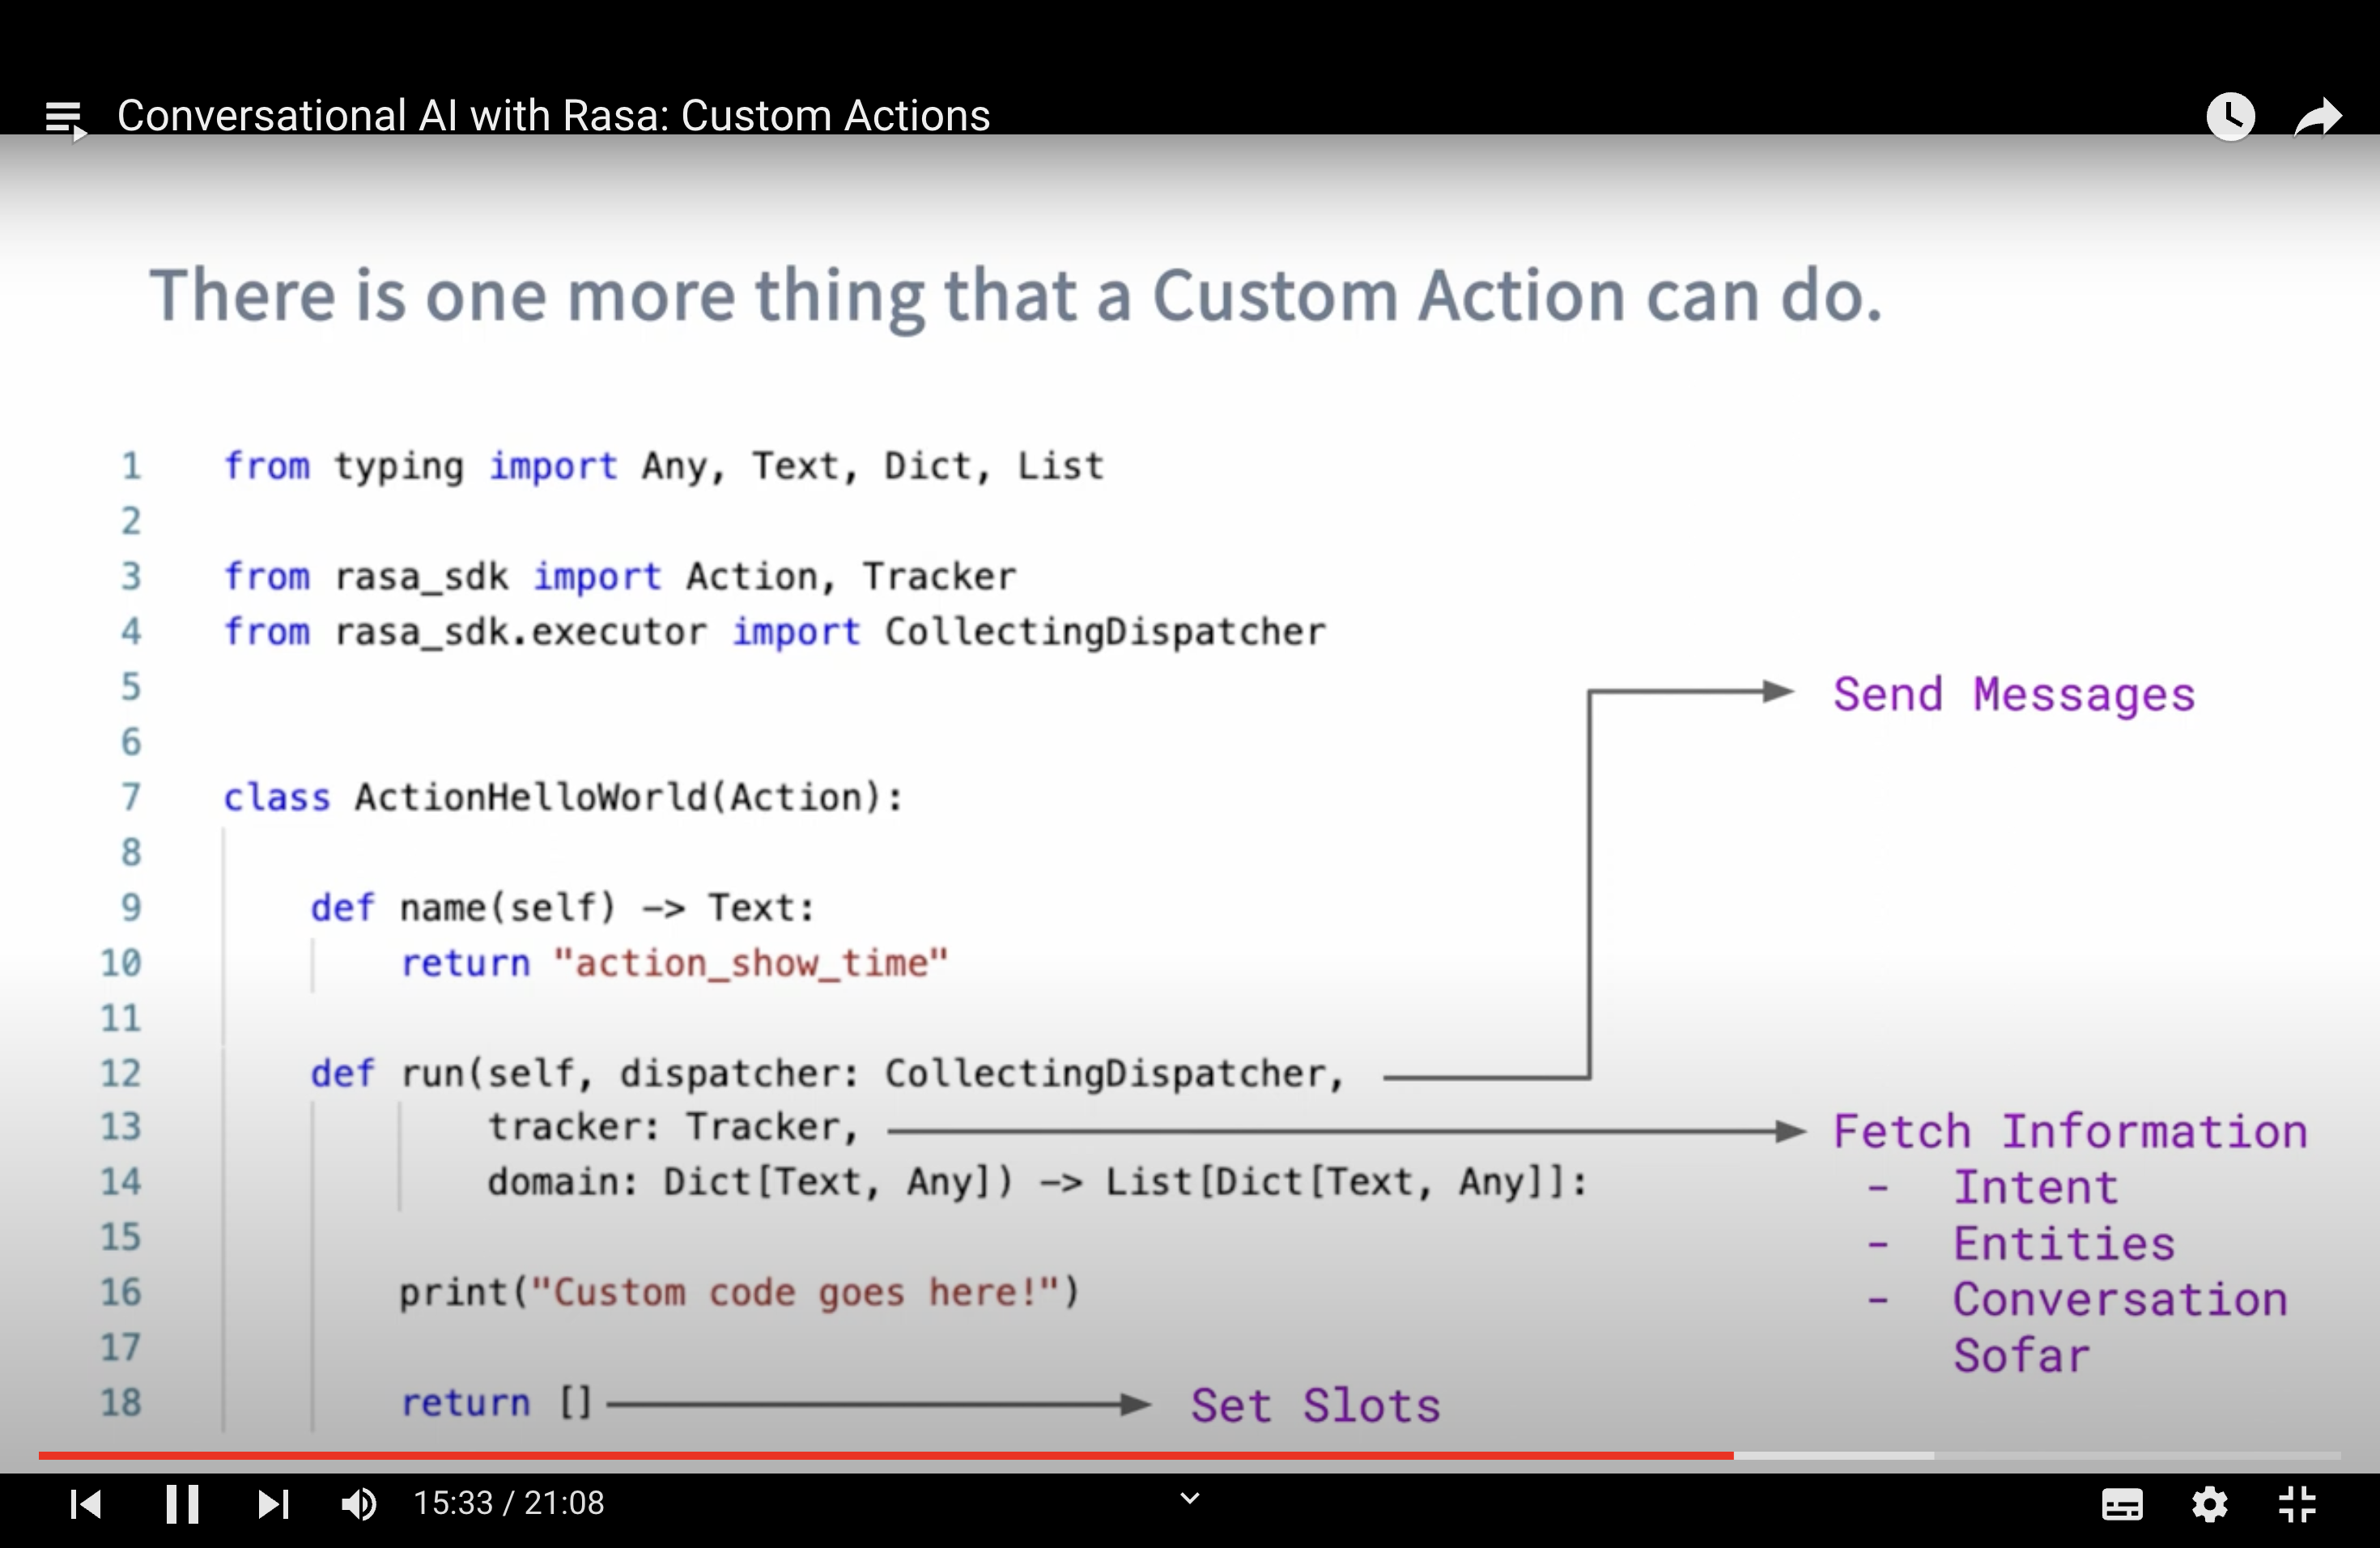 Conversational AI with Rasa: Custom Actions
There is one more thing that a Custom Action can do.
1 from typing import Any, Text, Dict, List
2
3 from rasa_sdk import Action, Tracker
4 from rasa_sdk.executor import CollectingDispatcher
5
Send Messages
6
7 class ActionHelloWorld(Action):
8
9 def name(self) -> Text:
10 return "action_show_time"
11
12 def run(self, dispatcher: CollectingDispatcher,
13 tracker: Tracker,
Fetch Information
14 domain: Dict[Text, Any]) -> List[Dict[Text, Any]]:
- Intent
15
- Entities
16 print("Custom code goes here!")
- Conversation
17
Sofar
18 return []
Set Slots
15:33 / 21:08